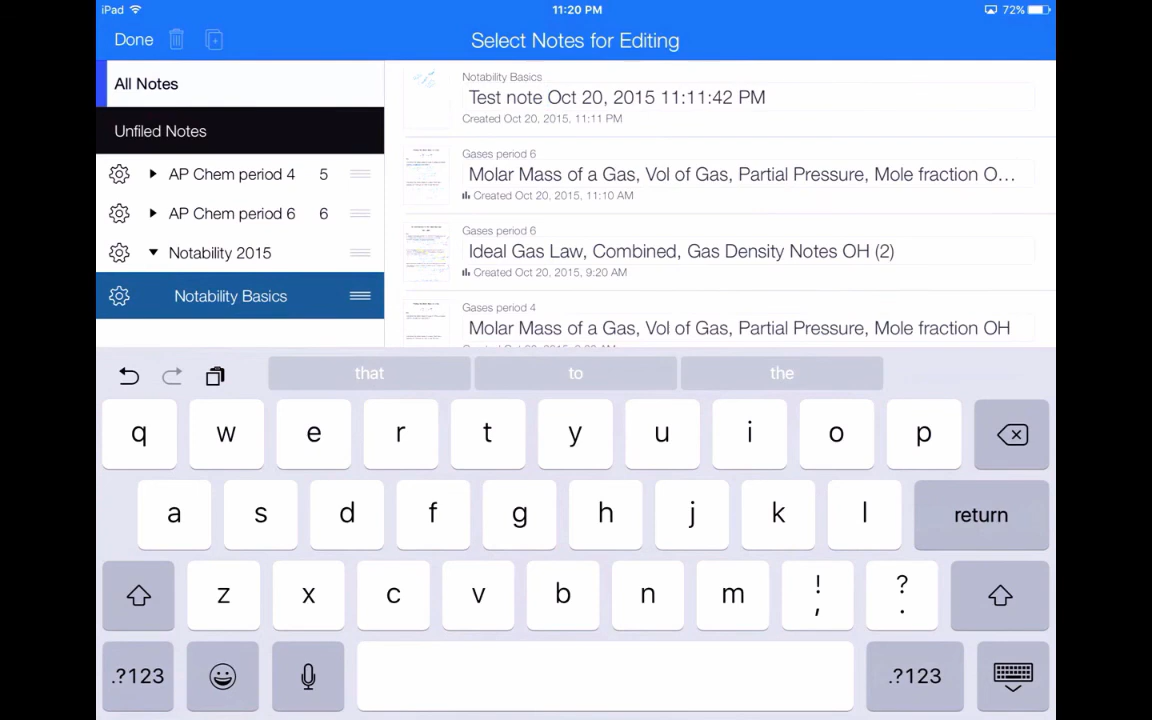 iPad 11:20 PM 72%
Done Select Notes for Editing
All Notes
Unfiled Notes
AP Chem period 4 5
AP Chem period 6 6
Notability 2015
Notability Basics
Notability Basics
Test note Oct 20, 2015 11:11:42 PM
Created Oct 20, 2015, 11:11 PM
Gases period 6
Molar Mass of a Gas, Vol of Gas, Partial Pressure, Mole fraction O…
Created Oct 20, 2015, 11:10 AM
Gases period 6
Ideal Gas Law, Combined, Gas Density Notes OH (2)
Created Oct 20, 2015, 9:20 AM
Gases period 4
Molar Mass of a Gas, Vol of Gas, Partial Pressure, Mole fraction OH
that to the
q w e r t y u i o p
a s d f g h j k l return
z x c v b n m ! , ? .
.?123 .?123